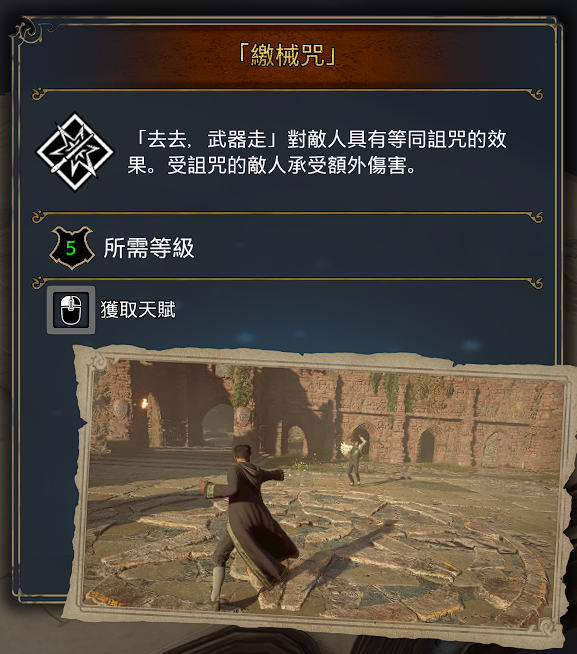 「繳械咒」
「去去，武器走」對敵人具有等同詛咒的效
果。受詛咒的敵人承受額外傷害。
5 所需等級
獲取天賦